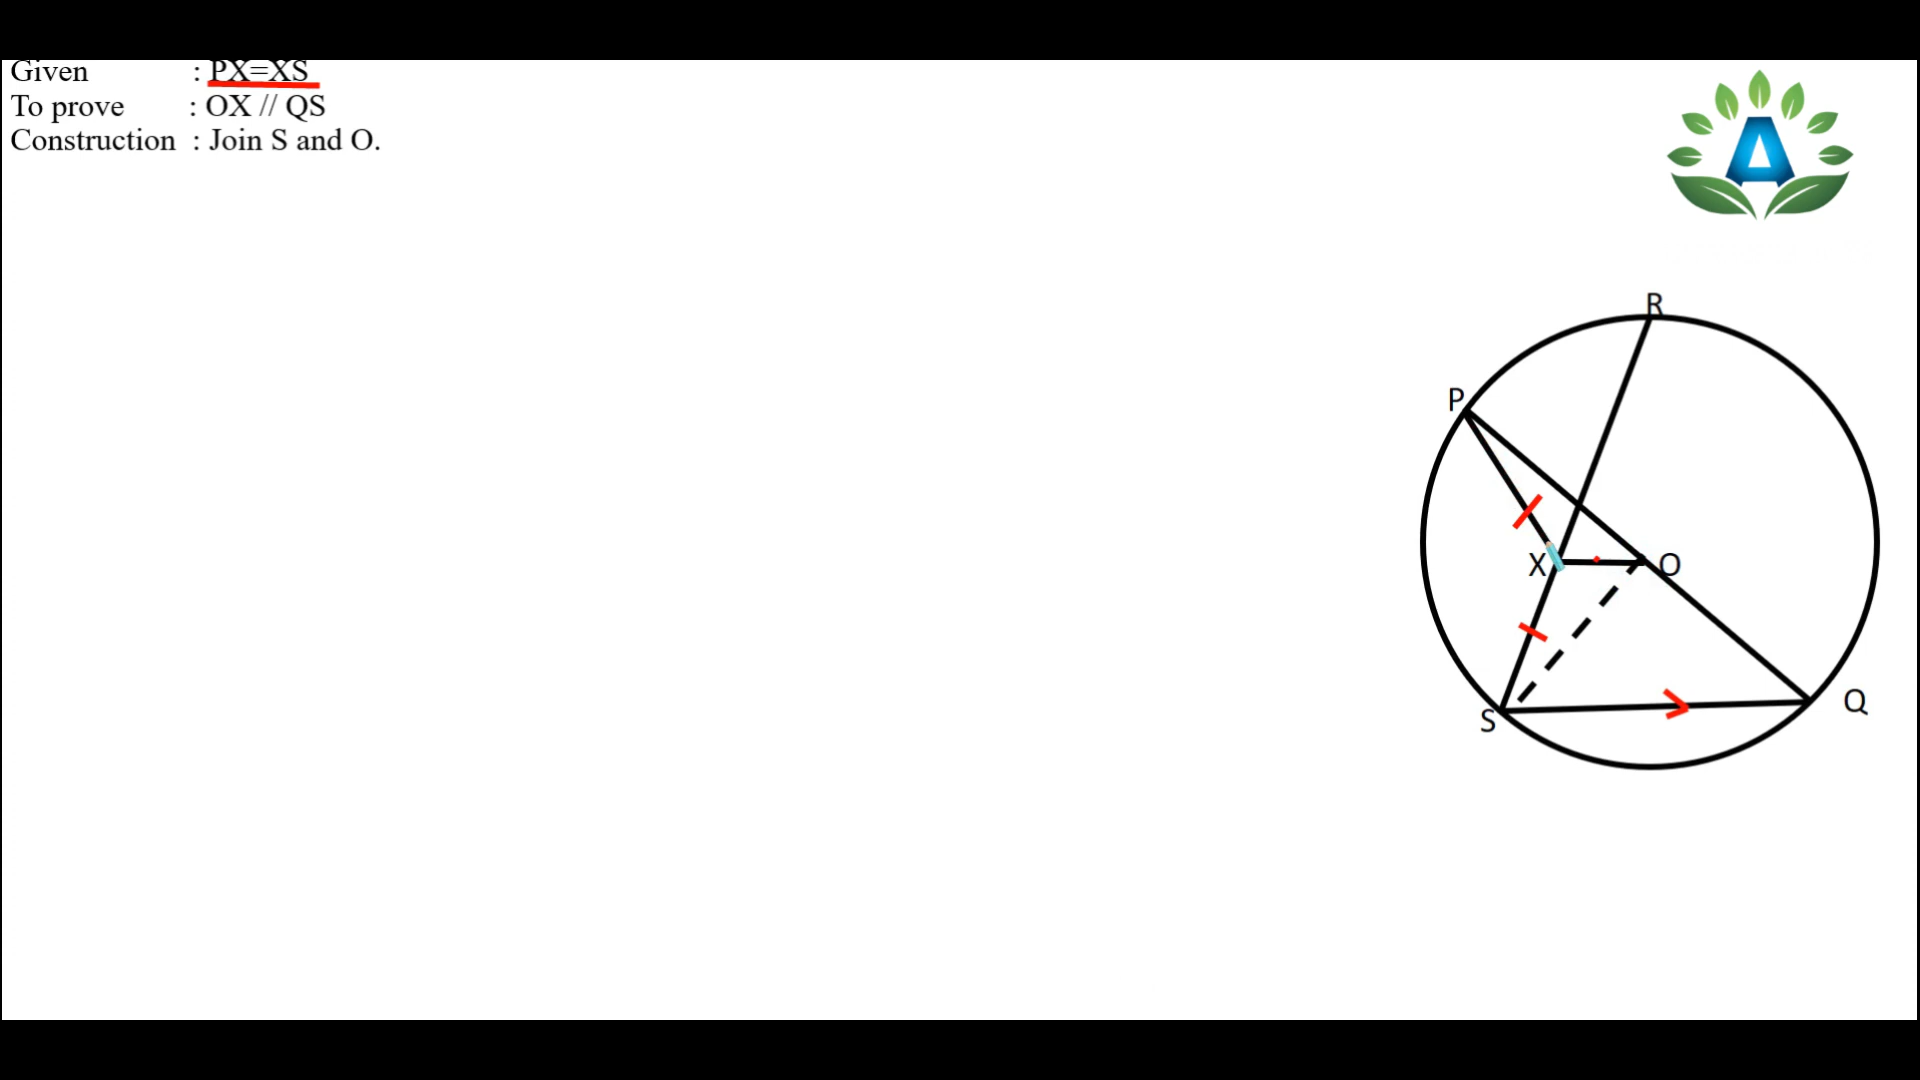 Given : PX=XS
To prove : OX // QS
Construction : Join S and O.
A
R
P
X
O
S
Q